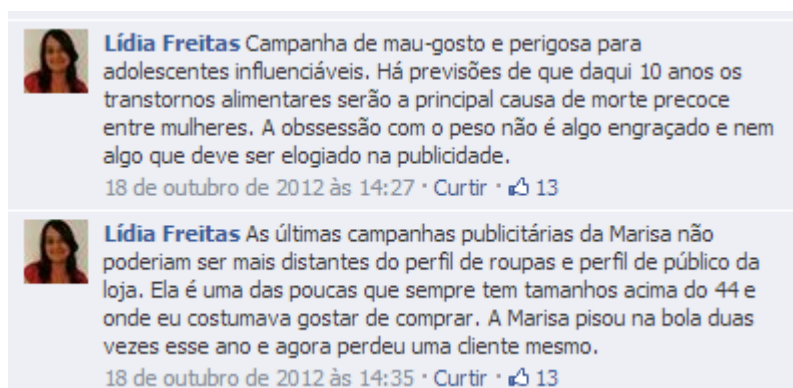 Lídia Freitas Campanha de mau-gosto e perigosa para
adolescentes influenciáveis. Há previsões de que daqui 10 anos os
transtornos alimentares serão a principal causa de morte precoce
entre mulheres. A obssessão com o peso não é algo engraçado e nem
algo que deve ser elogiado na publicidade.
18 de outubro de 2012 às 14:27 · Curtir · 13
Lídia Freitas As últimas campanhas publicitárias da Marisa não
poderiam ser mais distantes do perfil de roupas e perfil de público da
loja. Ela é uma das poucas que sempre tem tamanhos acima do 44 e
onde eu costumava gostar de comprar. A Marisa pisou na bola duas
vezes esse ano e agora perdeu uma cliente mesmo.
18 de outubro de 2012 às 14:35 · Curtir · 13